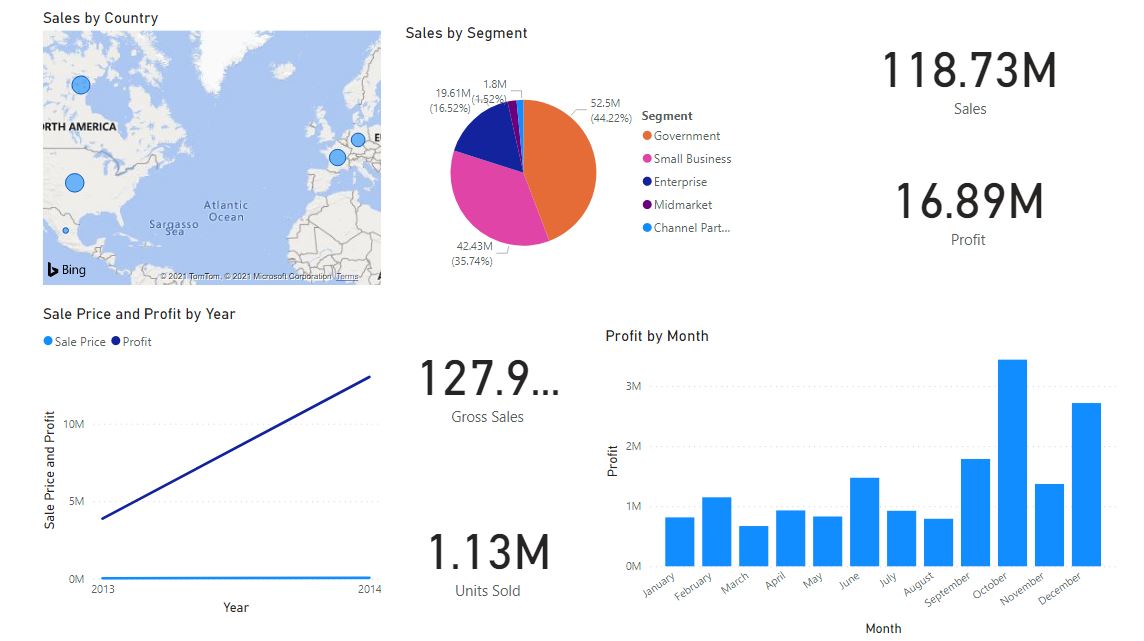 Sales by Country
RTH AMERICA
E
Atlantic
Ocean
Sargasso
Sea
A
Bing
© 2021 TomTom, © 2021 Microsoft Corporation Terms
Sales by Segment
1.8M
(1.52%)
19.61M
(16.52%)
52.5M
(44.22%)
42.43M
(35.74%)
Segment
Government
Small Business
Enterprise
Midmarket
Channel Part...
118.73M
Sales
16.89M
Profit
Sale Price and Profit by Year
Sale Price Profit
Sale Price and Profit
10M
5M
0M
2013 2014
Year
127.9...
Gross Sales
1.13M
Units Sold
Profit by Month
Profit
3M
2M
1M
0M
January February March April May June July August September October November December
Month